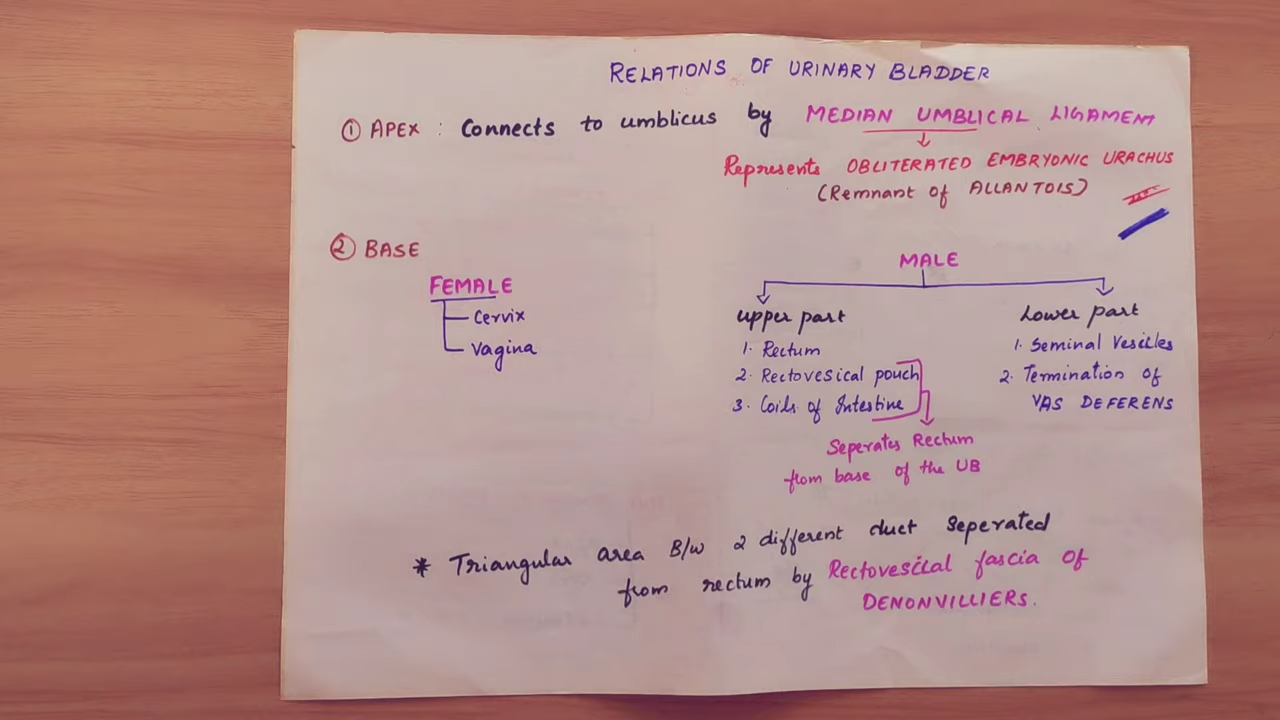 RELATIONS OF URINARY BLADDER
① APEX : Connects to umblicus by MEDIAN UMBLICAL LIGAMENT
Represents OBLITERATED EMBRYONIC URACHUS
(Remnant of ALLANTOIS)
② BASE
FEMALE
Cervix
Vagina
MALE
upper part
1. Rectum
2. Rectovesical pouch
3. Coils of Intestine
Seperates Rectum
from base of the UB
Lower part
1. Seminal Vesicles
2. Termination of
VAS DEFERENS
* Triangular area B/w 2 different duct seperated
from rectum by Rectovesical fascia of
DENONVILLIERS.